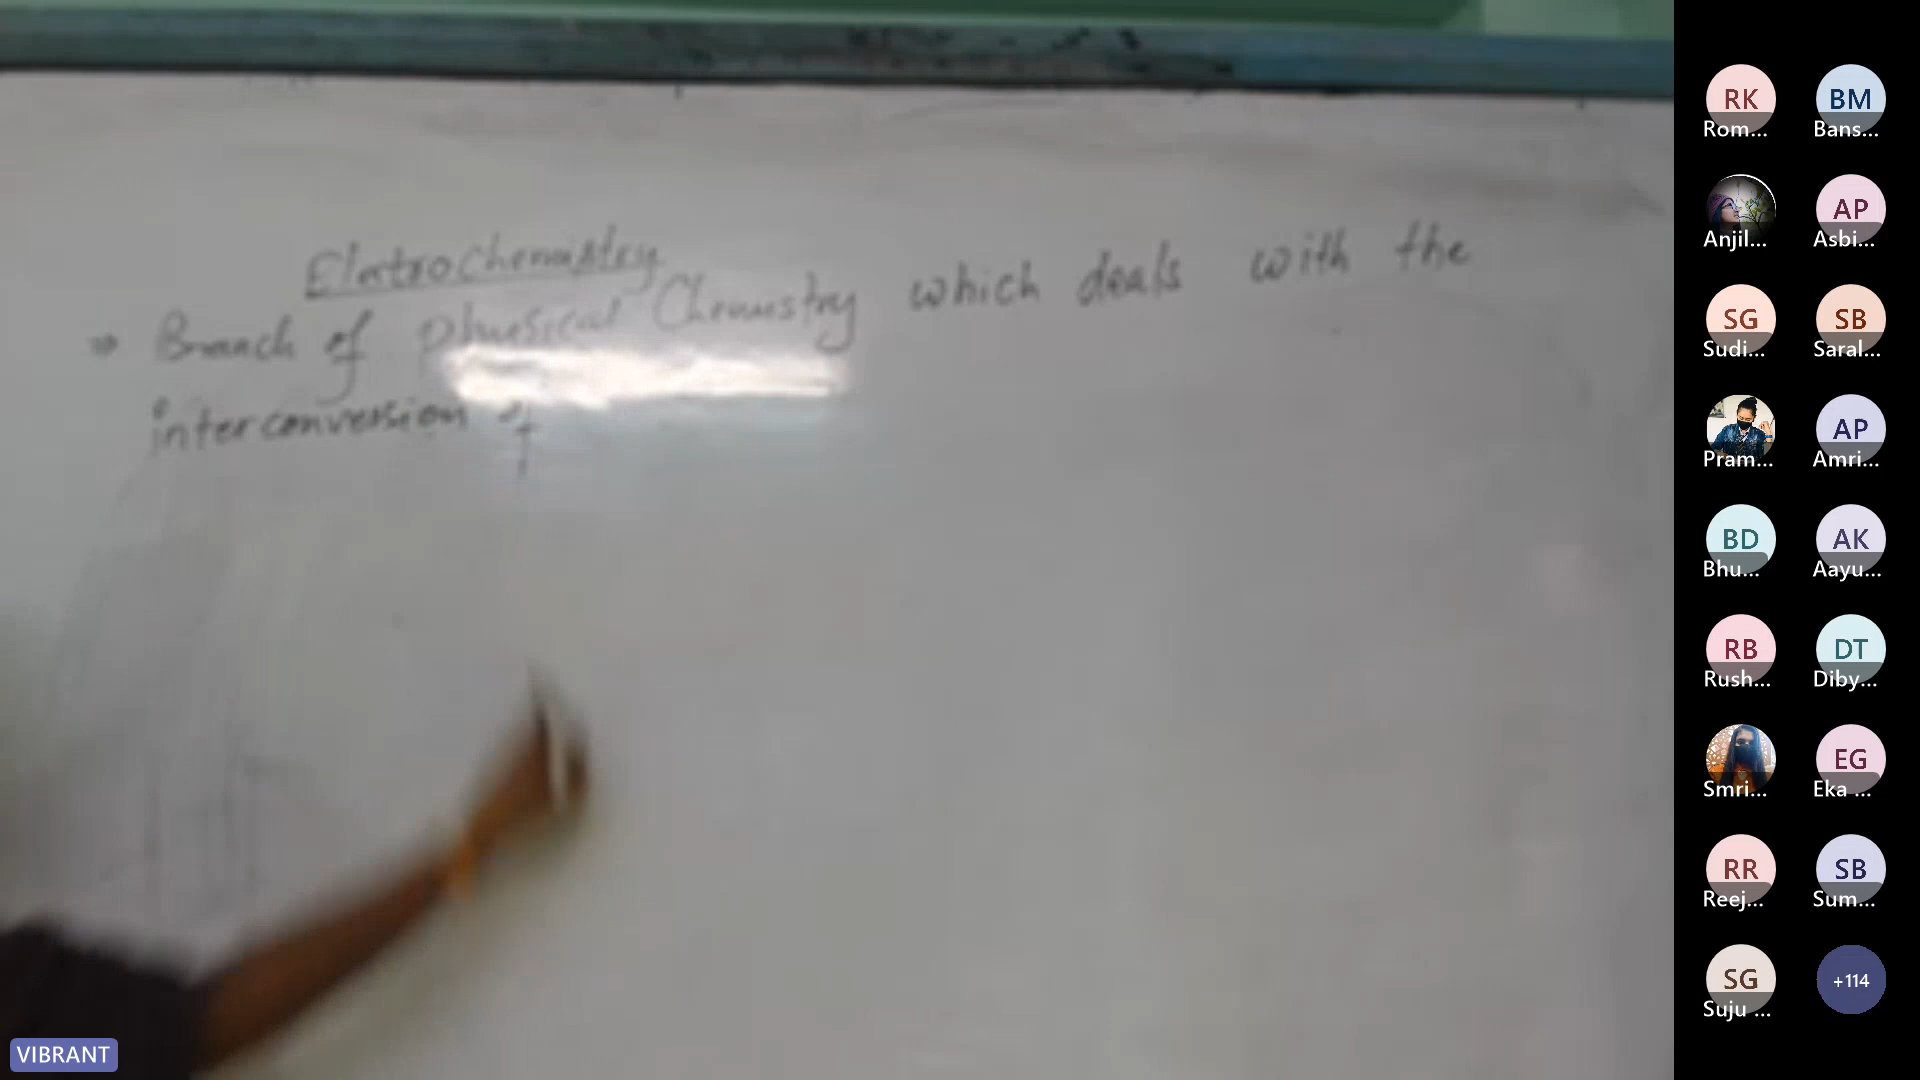 Electrochemistry
⇒ Branch of physical Chemistry which deals with the
interconversion of
VIBRANT
RK
Rom...
BM
Bans...
Anjil...
AP
Asbi...
SG
Sudi...
SB
Saral...
Pram...
AP
Amri...
BD
Bhu...
AK
Aayu...
RB
Rush...
DT
Diby...
Smri...
EG
Eka ...
RR
Reej...
SB
Sum...
SG
Suju ...
+114